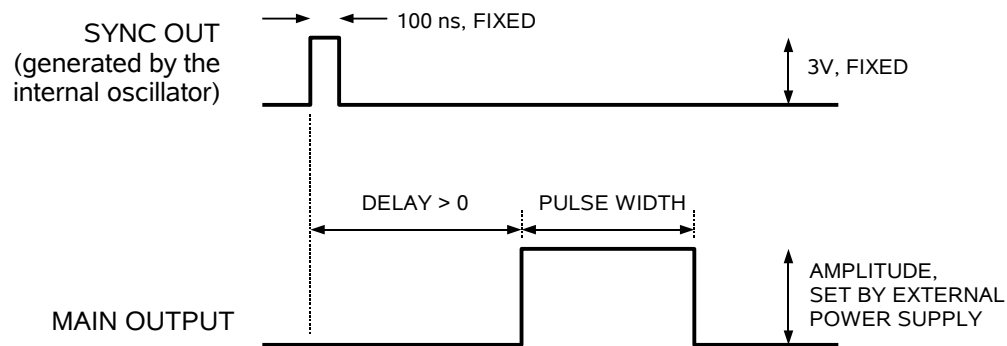 100 ns, FIXED
SYNC OUT
(generated by the
internal oscillator)
3V, FIXED
DELAY > 0
PULSE WIDTH
AMPLITUDE,
SET BY EXTERNAL
POWER SUPPLY
MAIN OUTPUT